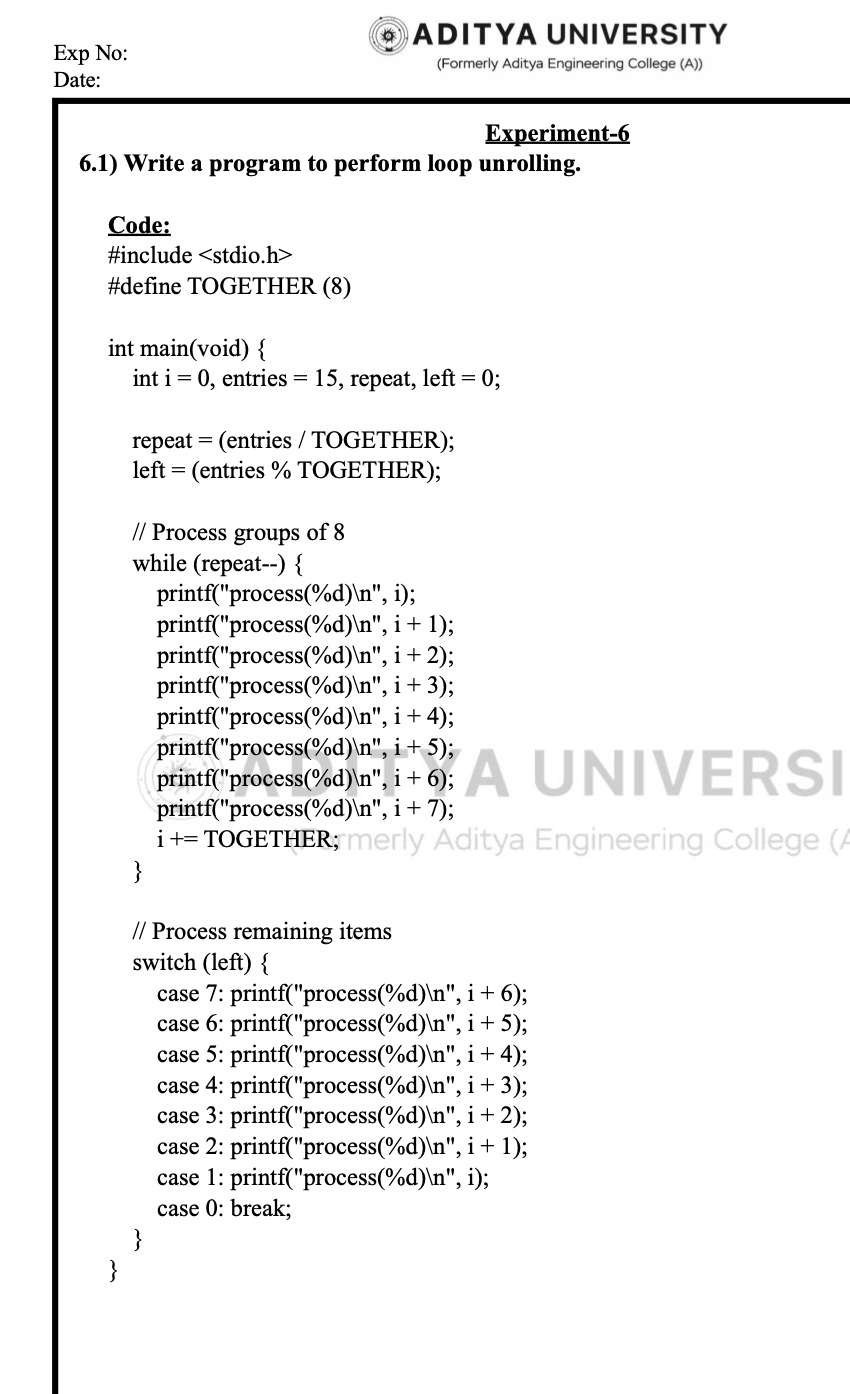 ADITYA UNIVERSITY
(Formerly Aditya Engineering College (A))
Exp No:
Date:
Experiment-6
6.1) Write a program to perform loop unrolling.
Code:
#include <stdio.h>
#define TOGETHER (8)
int main(void) {
int i = 0, entries = 15, repeat, left = 0;
repeat = (entries / TOGETHER);
left = (entries % TOGETHER);
// Process groups of 8
while (repeat--) {
printf("process(%d)\n", i);
printf("process(%d)\n", i + 1);
printf("process(%d)\n", i + 2);
printf("process(%d)\n", i + 3);
printf("process(%d)\n", i + 4);
printf("process(%d)\n", i + 5);
printf("process(%d)\n", i + 6);
printf("process(%d)\n", i + 7);
i += TOGETHER;
}
ADITYA UNIVERSI
(Formerly Aditya Engineering College (A
// Process remaining items
switch (left) {
case 7: printf("process(%d)\n", i + 6);
case 6: printf("process(%d)\n", i + 5);
case 5: printf("process(%d)\n", i + 4);
case 4: printf("process(%d)\n", i + 3);
case 3: printf("process(%d)\n", i + 2);
case 2: printf("process(%d)\n", i + 1);
case 1: printf("process(%d)\n", i);
case 0: break;
}
}